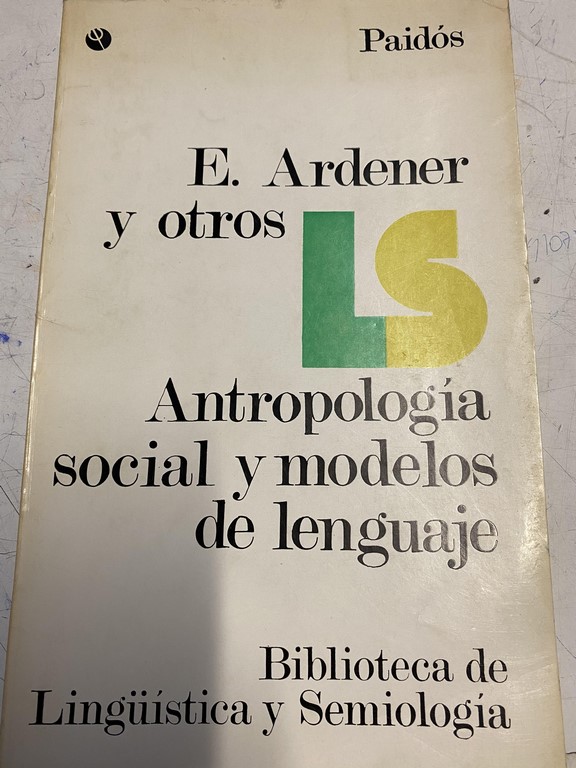 Paidós
E. Ardener
y otros
LS
Antropología
social y modelos
de lenguaje
Biblioteca de
Lingüística y Semiología